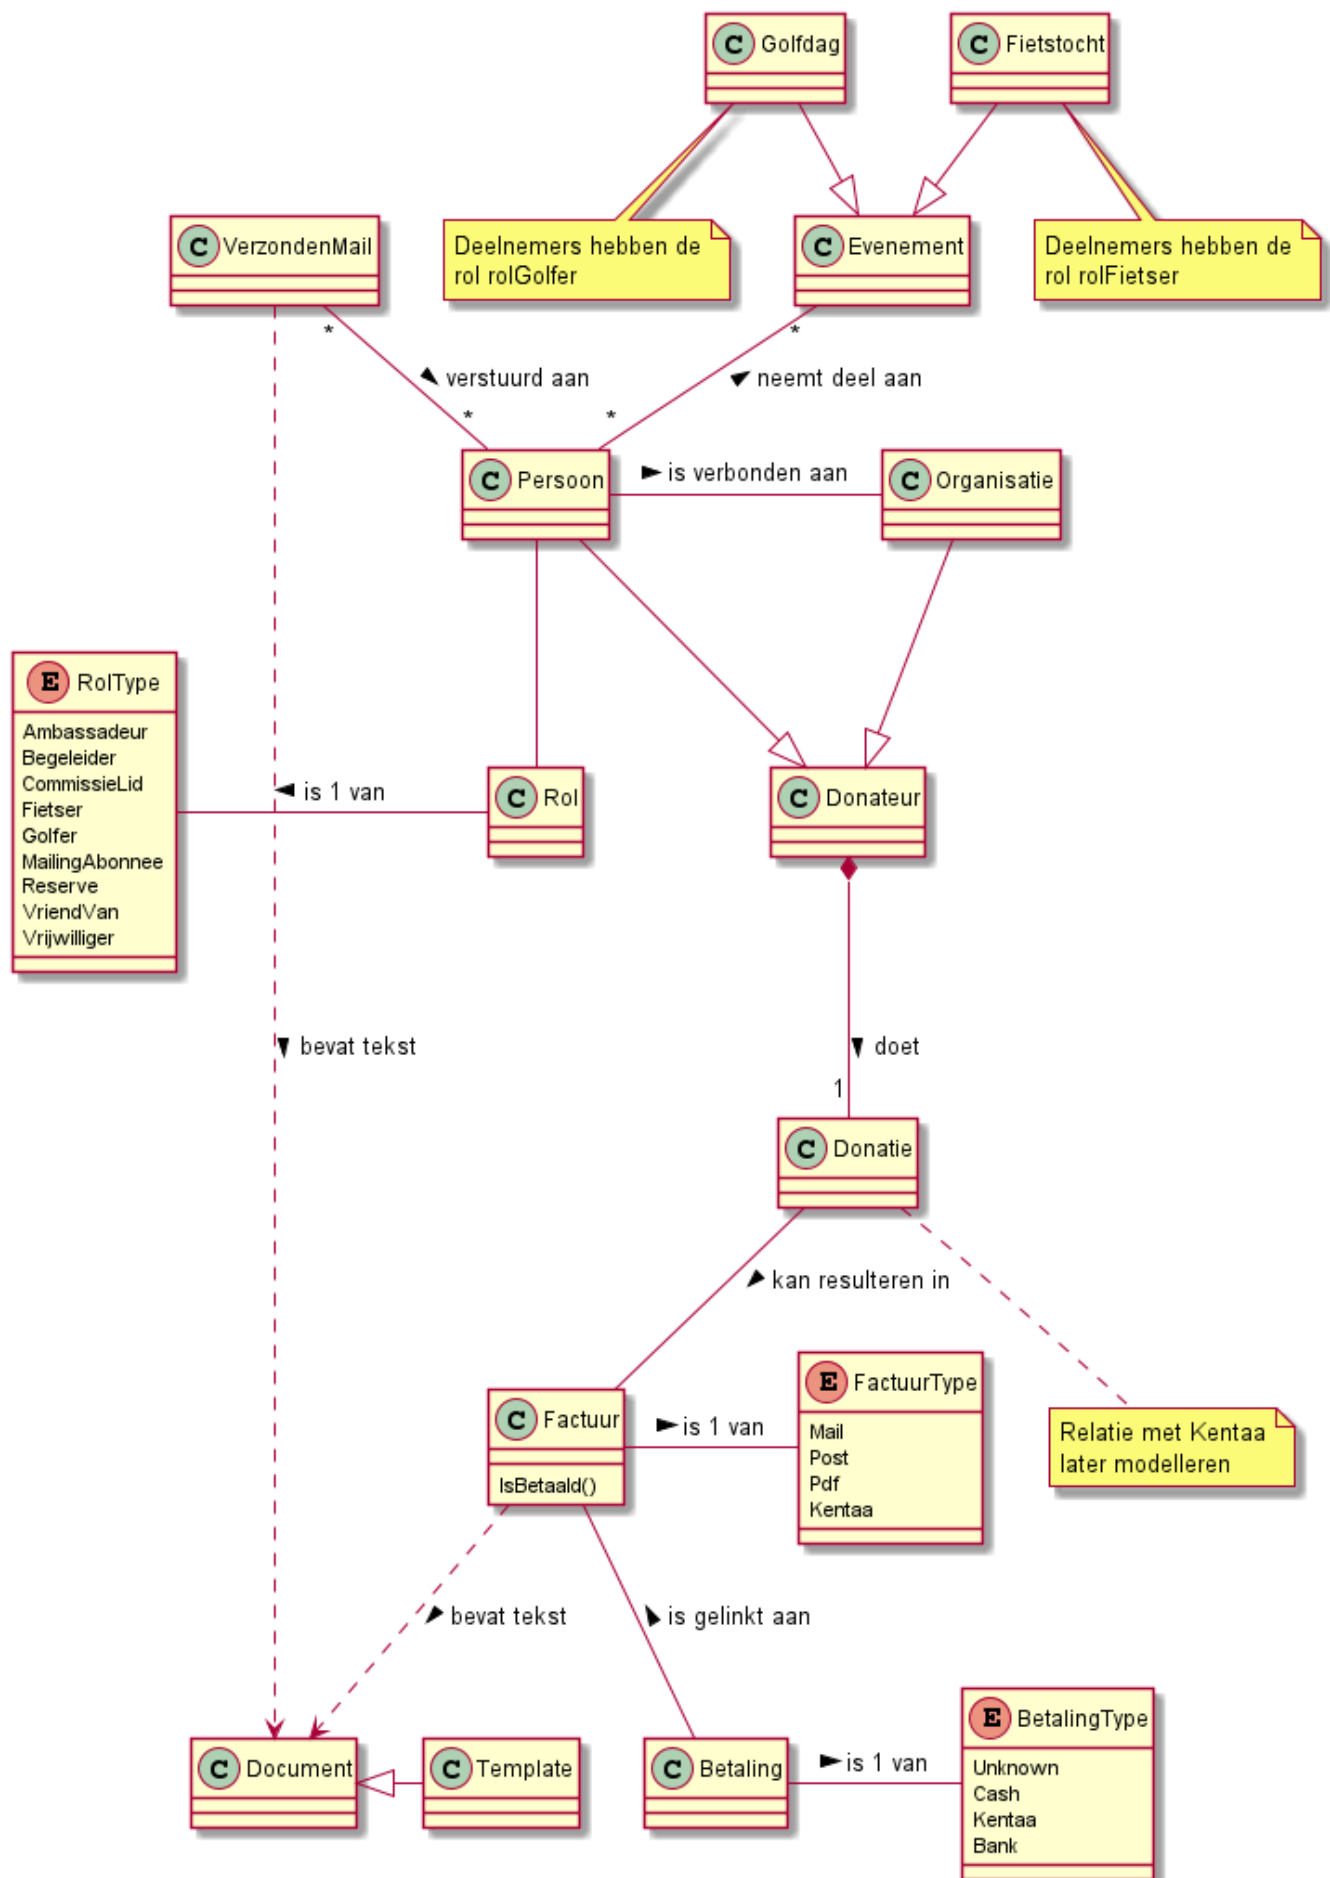 C Golfdag
C Fietstocht
C VerzondenMail
Deelnemers hebben de
rol rolGolfer
C Evenement
Deelnemers hebben de
rol rolFietser
*
*
verstuurd aan
neemt deel aan
*
*
C Persoon
is verbonden aan
C Organisatie
E RolType
Ambassadeur
Begeleider
CommissieLid
Fietser
Golfer
MailingAbonnee
Reserve
VriendVan
Vrijwilliger
is 1 van
C Rol
C Donateur
bevat tekst
doet
1
C Donatie
kan resulteren in
C Factuur
IsBetaald()
is 1 van
E FactuurType
Mail
Post
Pdf
Kentaa
Relatie met Kentaa
later modelleren
bevat tekst
is gelinkt aan
C Document
C Template
C Betaling
is 1 van
E BetalingType
Unknown
Cash
Kentaa
Bank